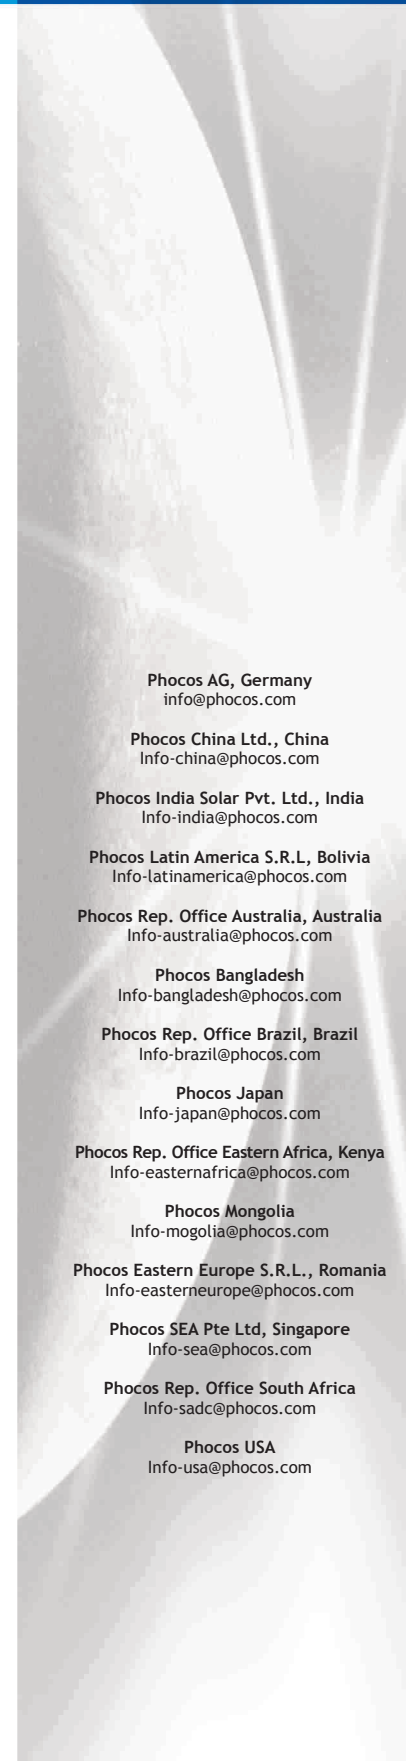 Phocos AG, Germany
info@phocos.com
Phocos China Ltd., China
Info-china@phocos.com
Phocos India Solar Pvt. Ltd., India
Info-india@phocos.com
Phocos Latin America S.R.L, Bolivia
Info-latinamerica@phocos.com
Phocos Rep. Office Australia, Australia
Info-australia@phocos.com
Phocos Bangladesh
Info-bangladesh@phocos.com
Phocos Rep. Office Brazil, Brazil
Info-brazil@phocos.com
Phocos Japan
Info-japan@phocos.com
Phocos Rep. Office Eastern Africa, Kenya
Info-easternafrica@phocos.com
Phocos Mongolia
Info-mogolia@phocos.com
Phocos Eastern Europe S.R.L., Romania
Info-easterneurope@phocos.com
Phocos SEA Pte Ltd, Singapore
Info-sea@phocos.com
Phocos Rep. Office South Africa
Info-sadc@phocos.com
Phocos USA
Info-usa@phocos.com